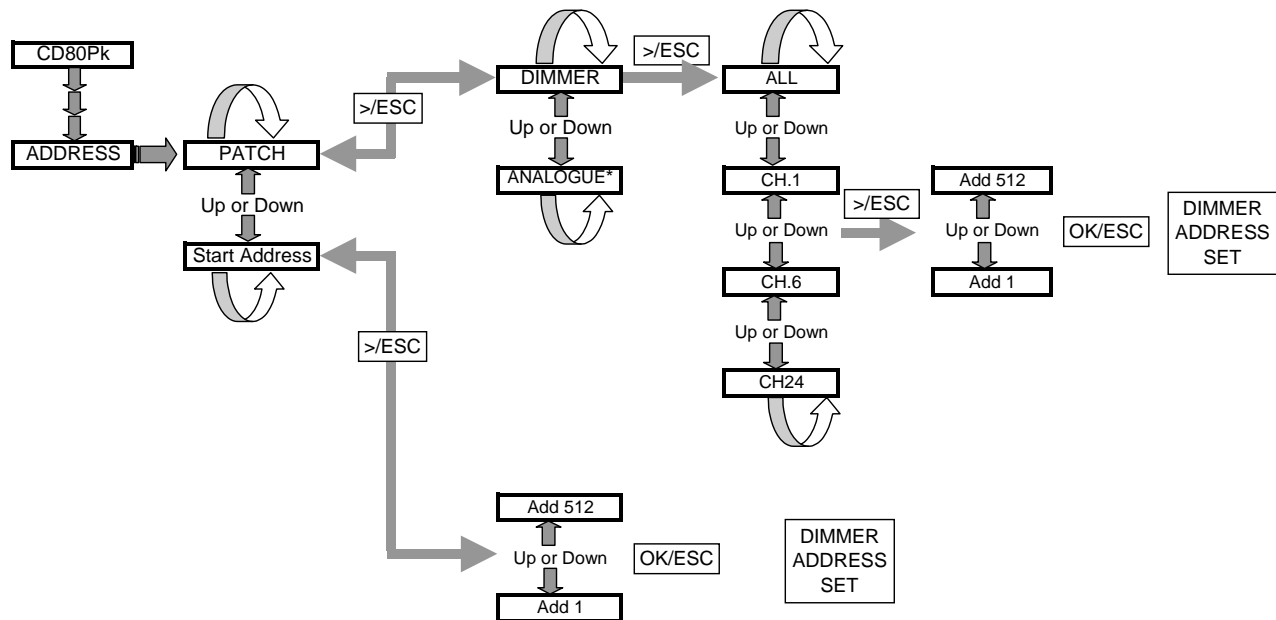 CD80Pk
ADDRESS
PATCH
Up or Down
Start Address
>/ESC
DIMMER
Up or Down
ANALOGUE*
>/ESC
ALL
Up or Down
CH.1
Up or Down
CH.6
Up or Down
CH24
>/ESC
Add 512
Up or Down
Add 1
OK/ESC
DIMMER
ADDRESS
SET
>/ESC
Add 512
Up or Down
Add 1
OK/ESC
DIMMER
ADDRESS
SET